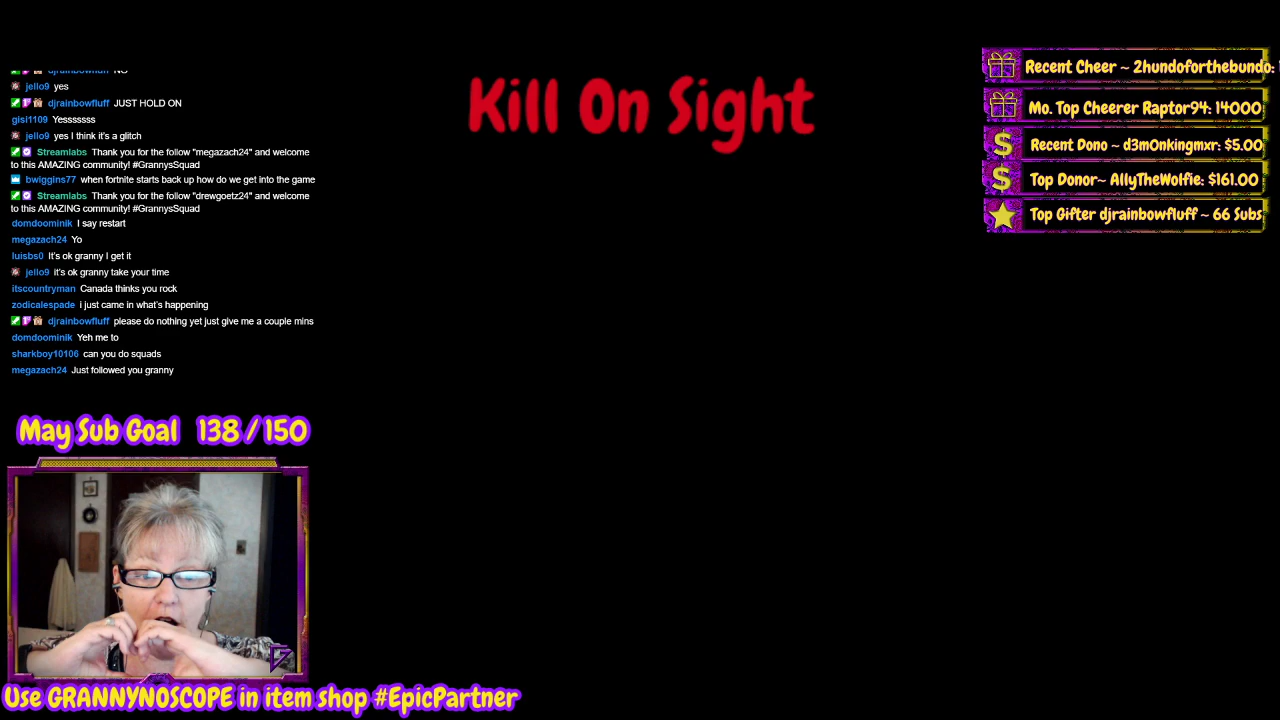 djrainbowfluff NO
jello9 yes
djrainbowfluff JUST HOLD ON
gisi1109 Yesssssss
jello9 yes I think it's a glitch
Streamlabs Thank you for the follow "megazach24" and welcome
to this AMAZING community! #GrannysSquad
bwiggins77 when fortnite starts back up how do we get into the game
Streamlabs Thank you for the follow "drewgoetz24" and welcome
to this AMAZING community! #GrannysSquad
domdoominik I say restart
megazach24 Yo
luisbs0 It's ok granny I get it
jello9 it's ok granny take your time
itscountryman Canada thinks you rock
zodicalespade i just came in what's happening
djrainbowfluff please do nothing yet just give me a couple mins
domdoominik Yeh me to
sharkboy10106 can you do squads
megazach24 Just followed you granny
Kill On Sight
Recent Cheer ~ 2hundoforthebundo:
Mo. Top Cheerer Raptor94: 14000
Recent Dono ~ d3m0nkingmxr: $5.00
Top Donor~ AllyTheWolfie: $161.00
Top Gifter djrainbowfluff ~ 66 Subs
May Sub Goal 138 / 150
Use GRANNYNOSCOPE in item shop #EpicPartner